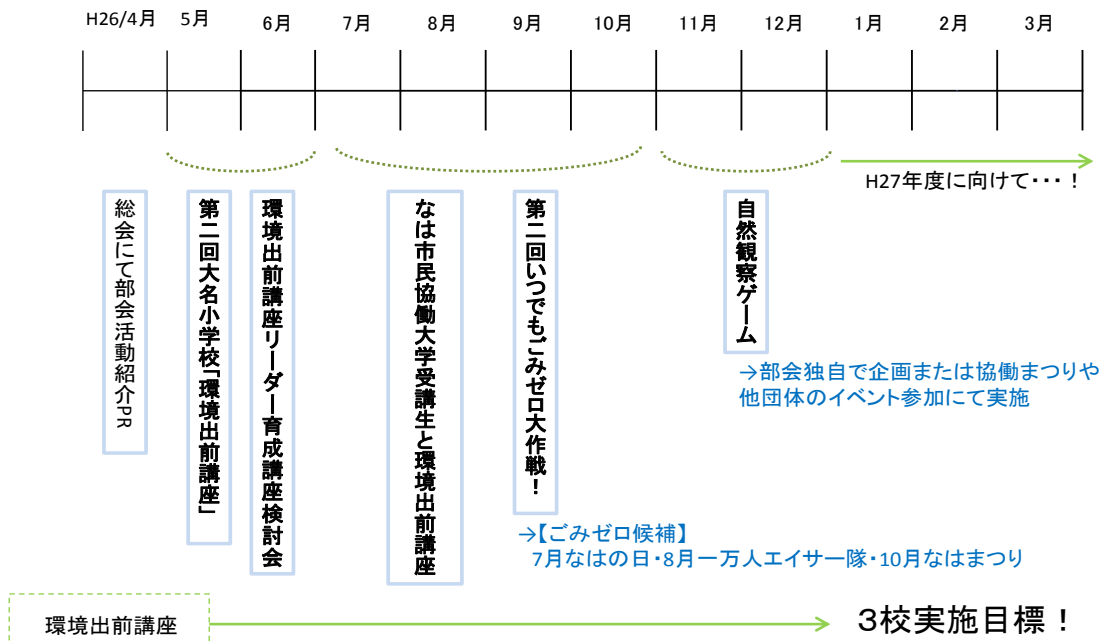 H26/4月 5月 6月 7月 8月 9月 10月 11月 12月 1月 2月 3月
H27年度に向けて・・・！
総会にて部会活動紹介PR
第二回大名小学校「環境出前講座」
環境出前講座リーダー育成講座検討会
なは市民協働大学受講生と環境出前講座
第二回いつでもごみゼロ大作戦！
自然観察ゲーム
→部会独自で企画または協働まつりや
他団体のイベント参加にて実施
→【ごみゼロ候補】
7月なはの日・8月一万人エイサー隊・10月なはまつり
環境出前講座
3校実施目標！